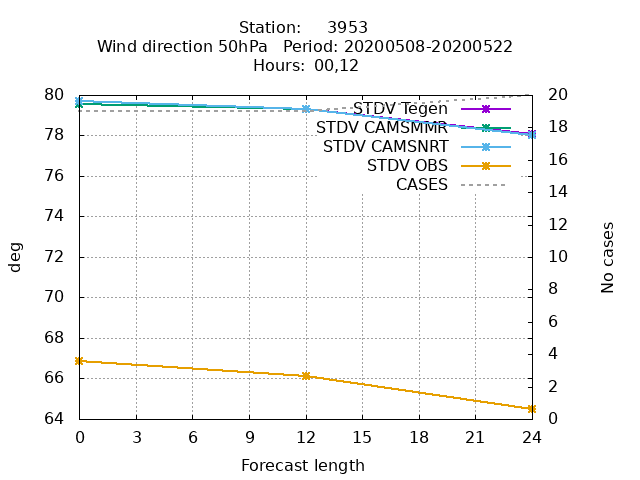 Station: 3953
Wind direction 50hPa Period: 20200508-20200522
Hours: 00,12
80
78
76
74
72
70
68
66
64
20
18
16
14
12
10
8
6
4
2
0
deg
No cases
STDV Tegen
STDV CAMSMMR
STDV CAMSNRT
STDV OBS
CASES
0 3 6 9 12 15 18 21 24
Forecast length